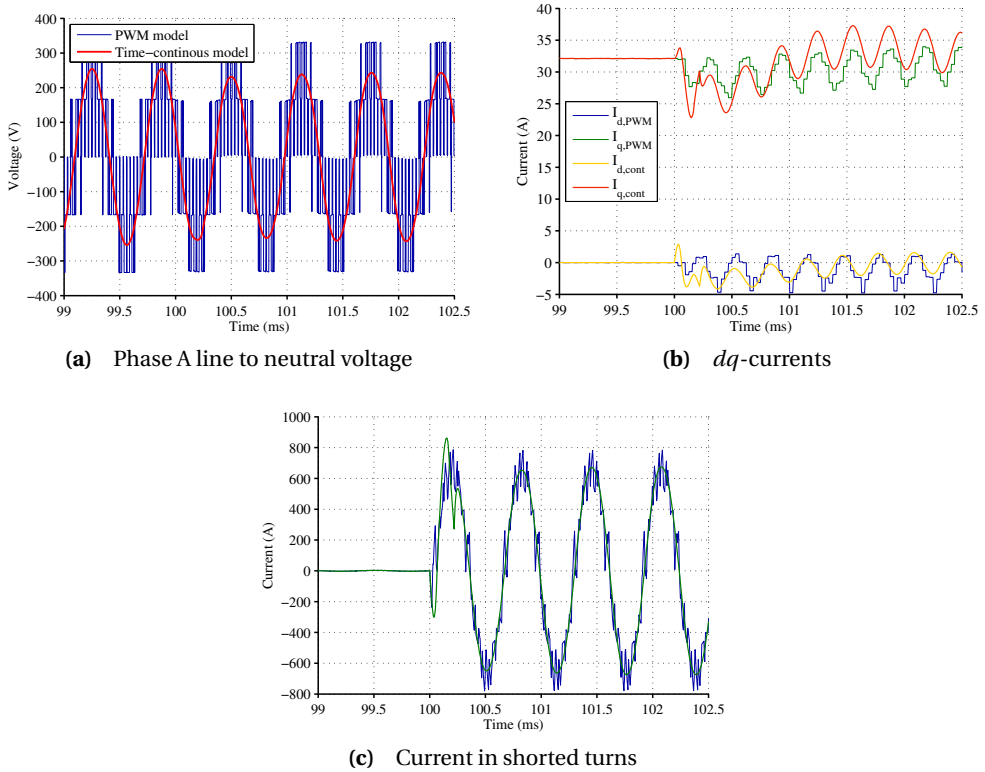 400
300
200
100
0
−100
−200
−300
−400
Voltage (V)
PWM model
Time−continous model
99 99.5 100 100.5 101 101.5 102 102.5
Time (ms)
(a) Phase A line to neutral voltage
40
35
30
25
20
15
10
5
0
−5
Current (A)
I d,PWM
I q,PWM
I d,cont
I q,cont
99 99.5 100 100.5 101 101.5 102 102.5
Time (ms)
(b) dq-currents
1000
800
600
400
200
0
−200
−400
−600
−800
Current (A)
99 99.5 100 100.5 101 101.5 102 102.5
Time (ms)
(c) Current in shorted turns